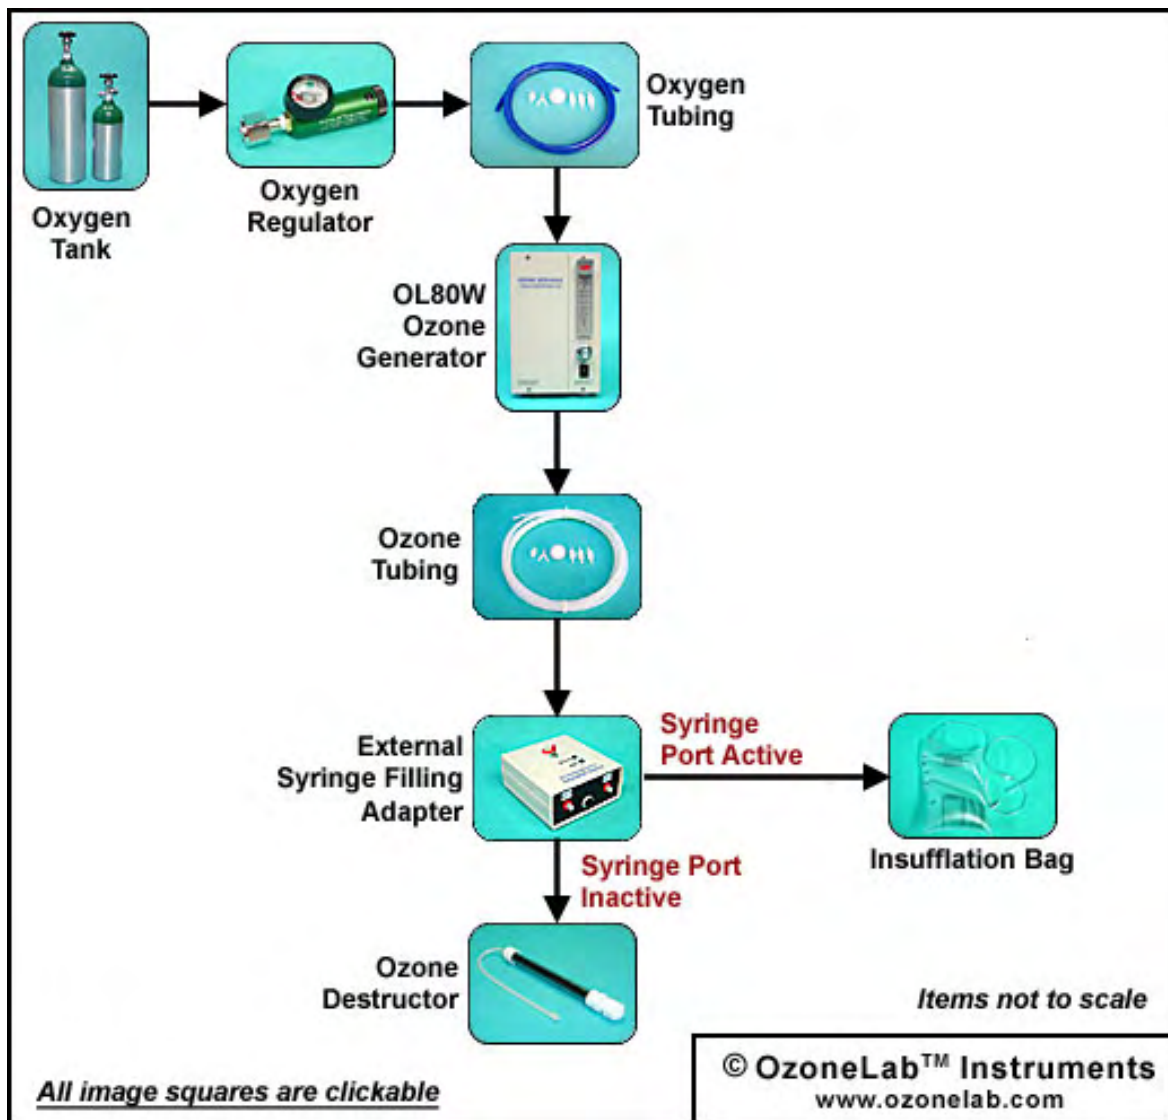 Oxygen
Tank
Oxygen
Regulator
Oxygen
Tubing
OL80W
Ozone
Generator
Ozone
Tubing
External
Syringe Filling
Adapter
Syringe
Port Active
Insufflation Bag
Syringe Port
Inactive
Ozone
Destructor
Items not to scale
All image squares are clickable
© OzoneLab™ Instruments
www.ozonelab.com